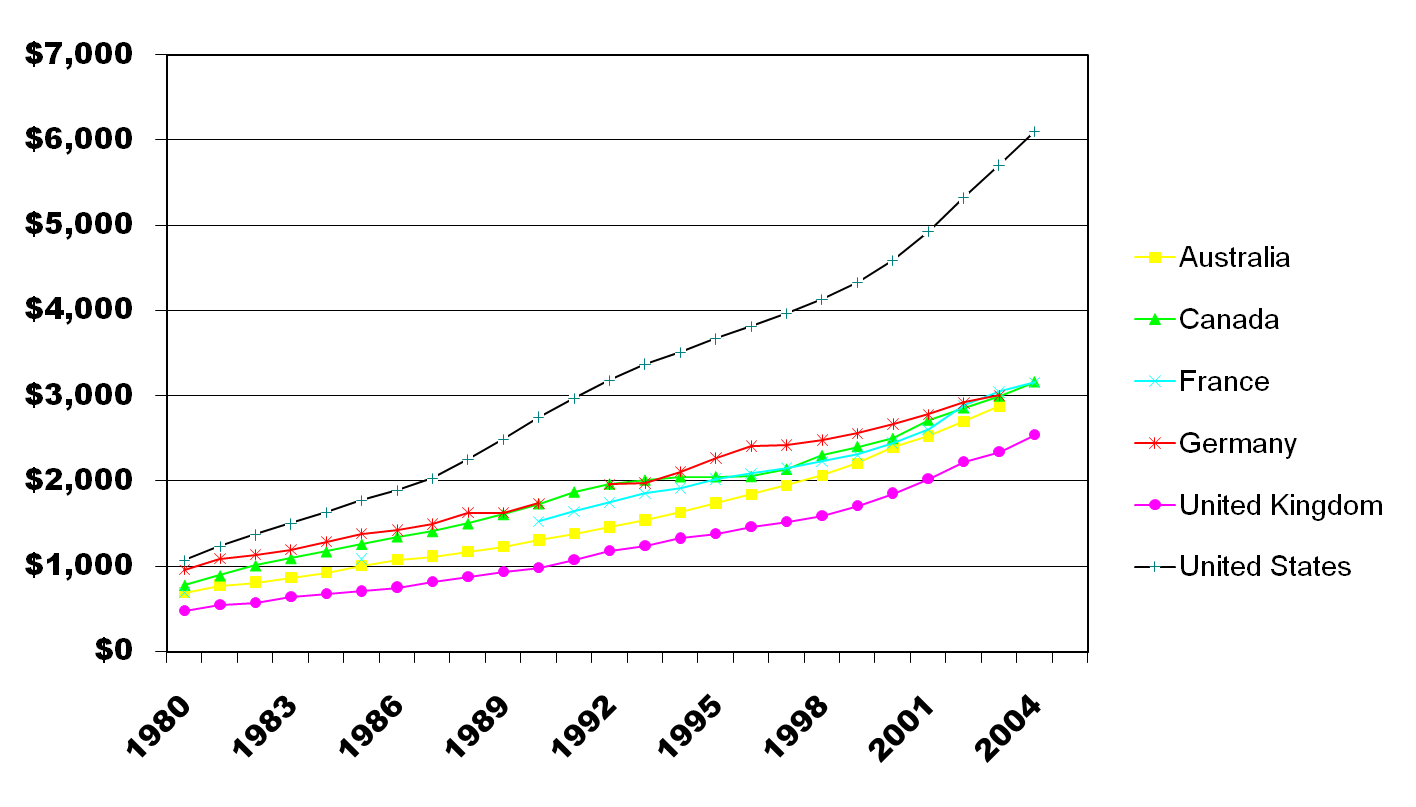 $7,000
$6,000
$5,000
$4,000
$3,000
$2,000
$1,000
$0
1980
1983
1986
1989
1992
1995
1998
2001
2004
Australia
Canada
France
Germany
United Kingdom
United States